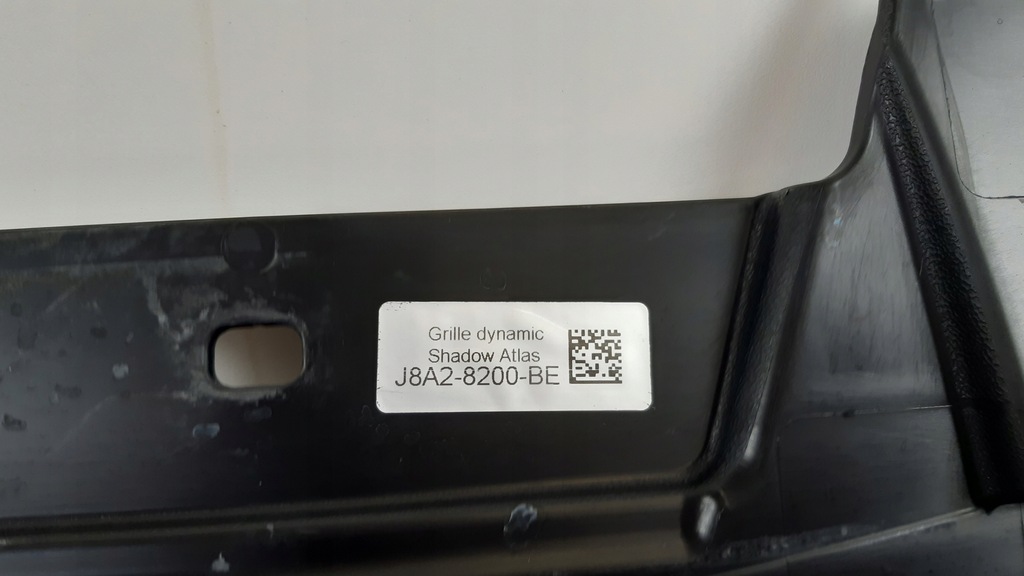 Grille dynamic
Shadow Atlas
J8A2-8200-BE